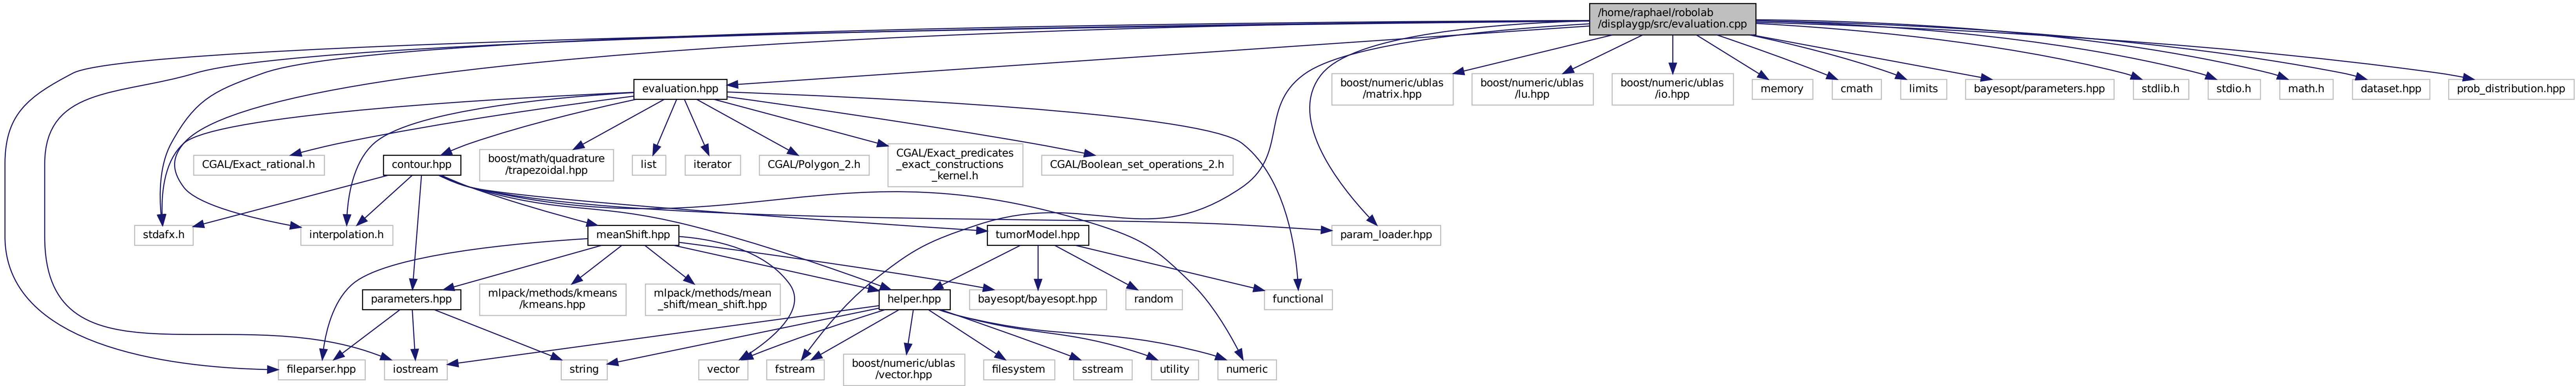 /home/raphael/robolab
/displaygp/src/evaluation.cpp
evaluation.hpp
boost/numeric/ublas
/matrix.hpp
boost/numeric/ublas
/lu.hpp
boost/numeric/ublas
/io.hpp
memory
cmath
limits
bayesopt/parameters.hpp
stdlib.h
stdio.h
math.h
dataset.hpp
prob_distribution.hpp
CGAL/Exact_rational.h
contour.hpp
boost/math/quadrature
/trapezoidal.hpp
list
iterator
CGAL/Polygon_2.h
CGAL/Exact_predicates
_exact_constructions
_kernel.h
CGAL/Boolean_set_operations_2.h
stdafx.h
interpolation.h
meanShift.hpp
tumorModel.hpp
param_loader.hpp
parameters.hpp
mlpack/methods/kmeans
/kmeans.hpp
mlpack/methods/mean
_shift/mean_shift.hpp
helper.hpp
bayesopt/bayesopt.hpp
random
functional
fileparser.hpp
iostream
string
vector
fstream
boost/numeric/ublas
/vector.hpp
filesystem
sstream
utility
numeric